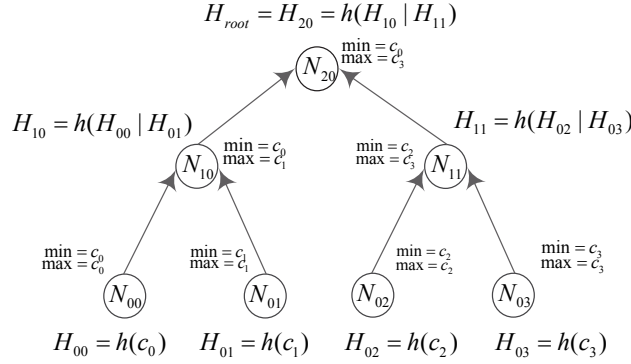 H_root = H_20 = h(H_10 | H_11)
min = c_0
max = c_3
N_20
H_10 = h(H_00 | H_01)
H_11 = h(H_02 | H_03)
min = c_0
max = c_1
N_10
min = c_2
max = c_3
N_11
min = c_0
max = c_0
min = c_1
max = c_1
min = c_2
max = c_2
min = c_3
max = c_3
N_00 N_01 N_02 N_03
H_00 = h(c_0) H_01 = h(c_1) H_02 = h(c_2) H_03 = h(c_3)